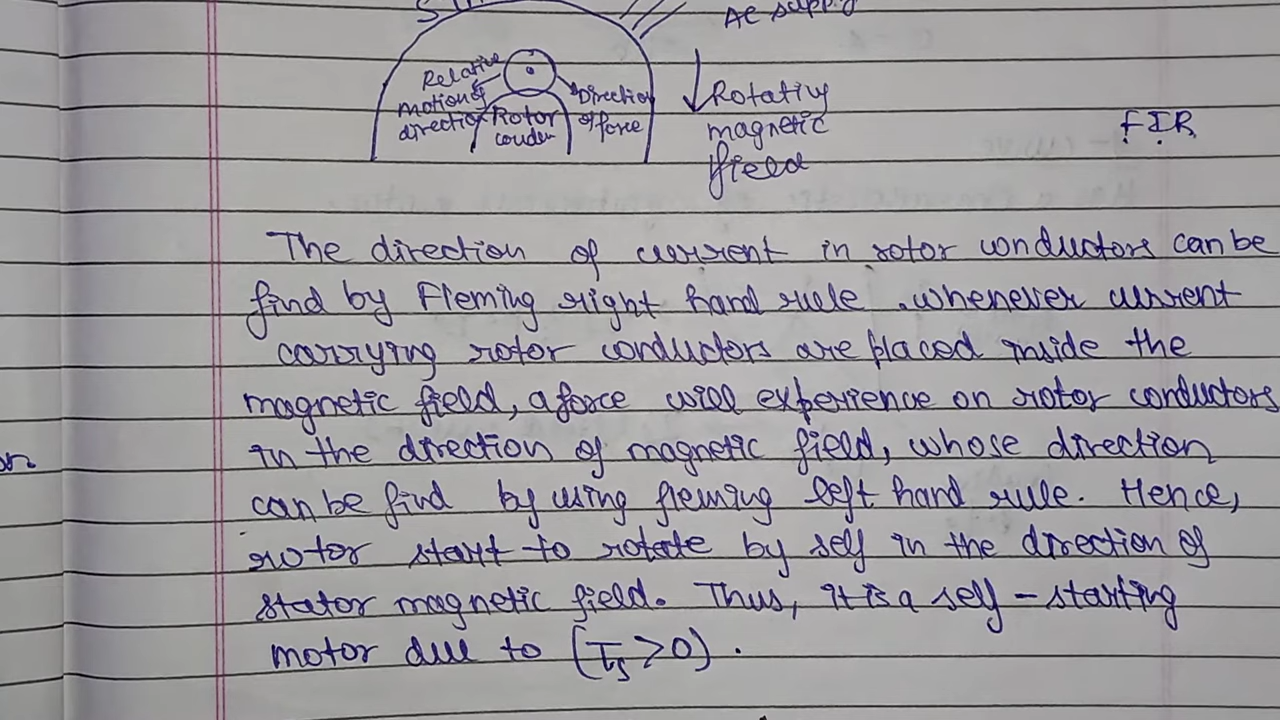 AC supply
Relative
motion of
direction
Rotor
Direction
of force
Rotating
magnetic
field
FIR
The direction of current in rotor conductors can be
find by Fleming right hand rule. whenever current
carrying rotor conductors are placed inside the
magnetic field, a force will experience on rotor conductors
in the direction of magnetic field, whose direction
can be find by using fleming left hand rule. Hence,
rotor start to rotate by self in the direction of
stator magnetic field. Thus, it is a self-starting
motor due to (Ts>0).